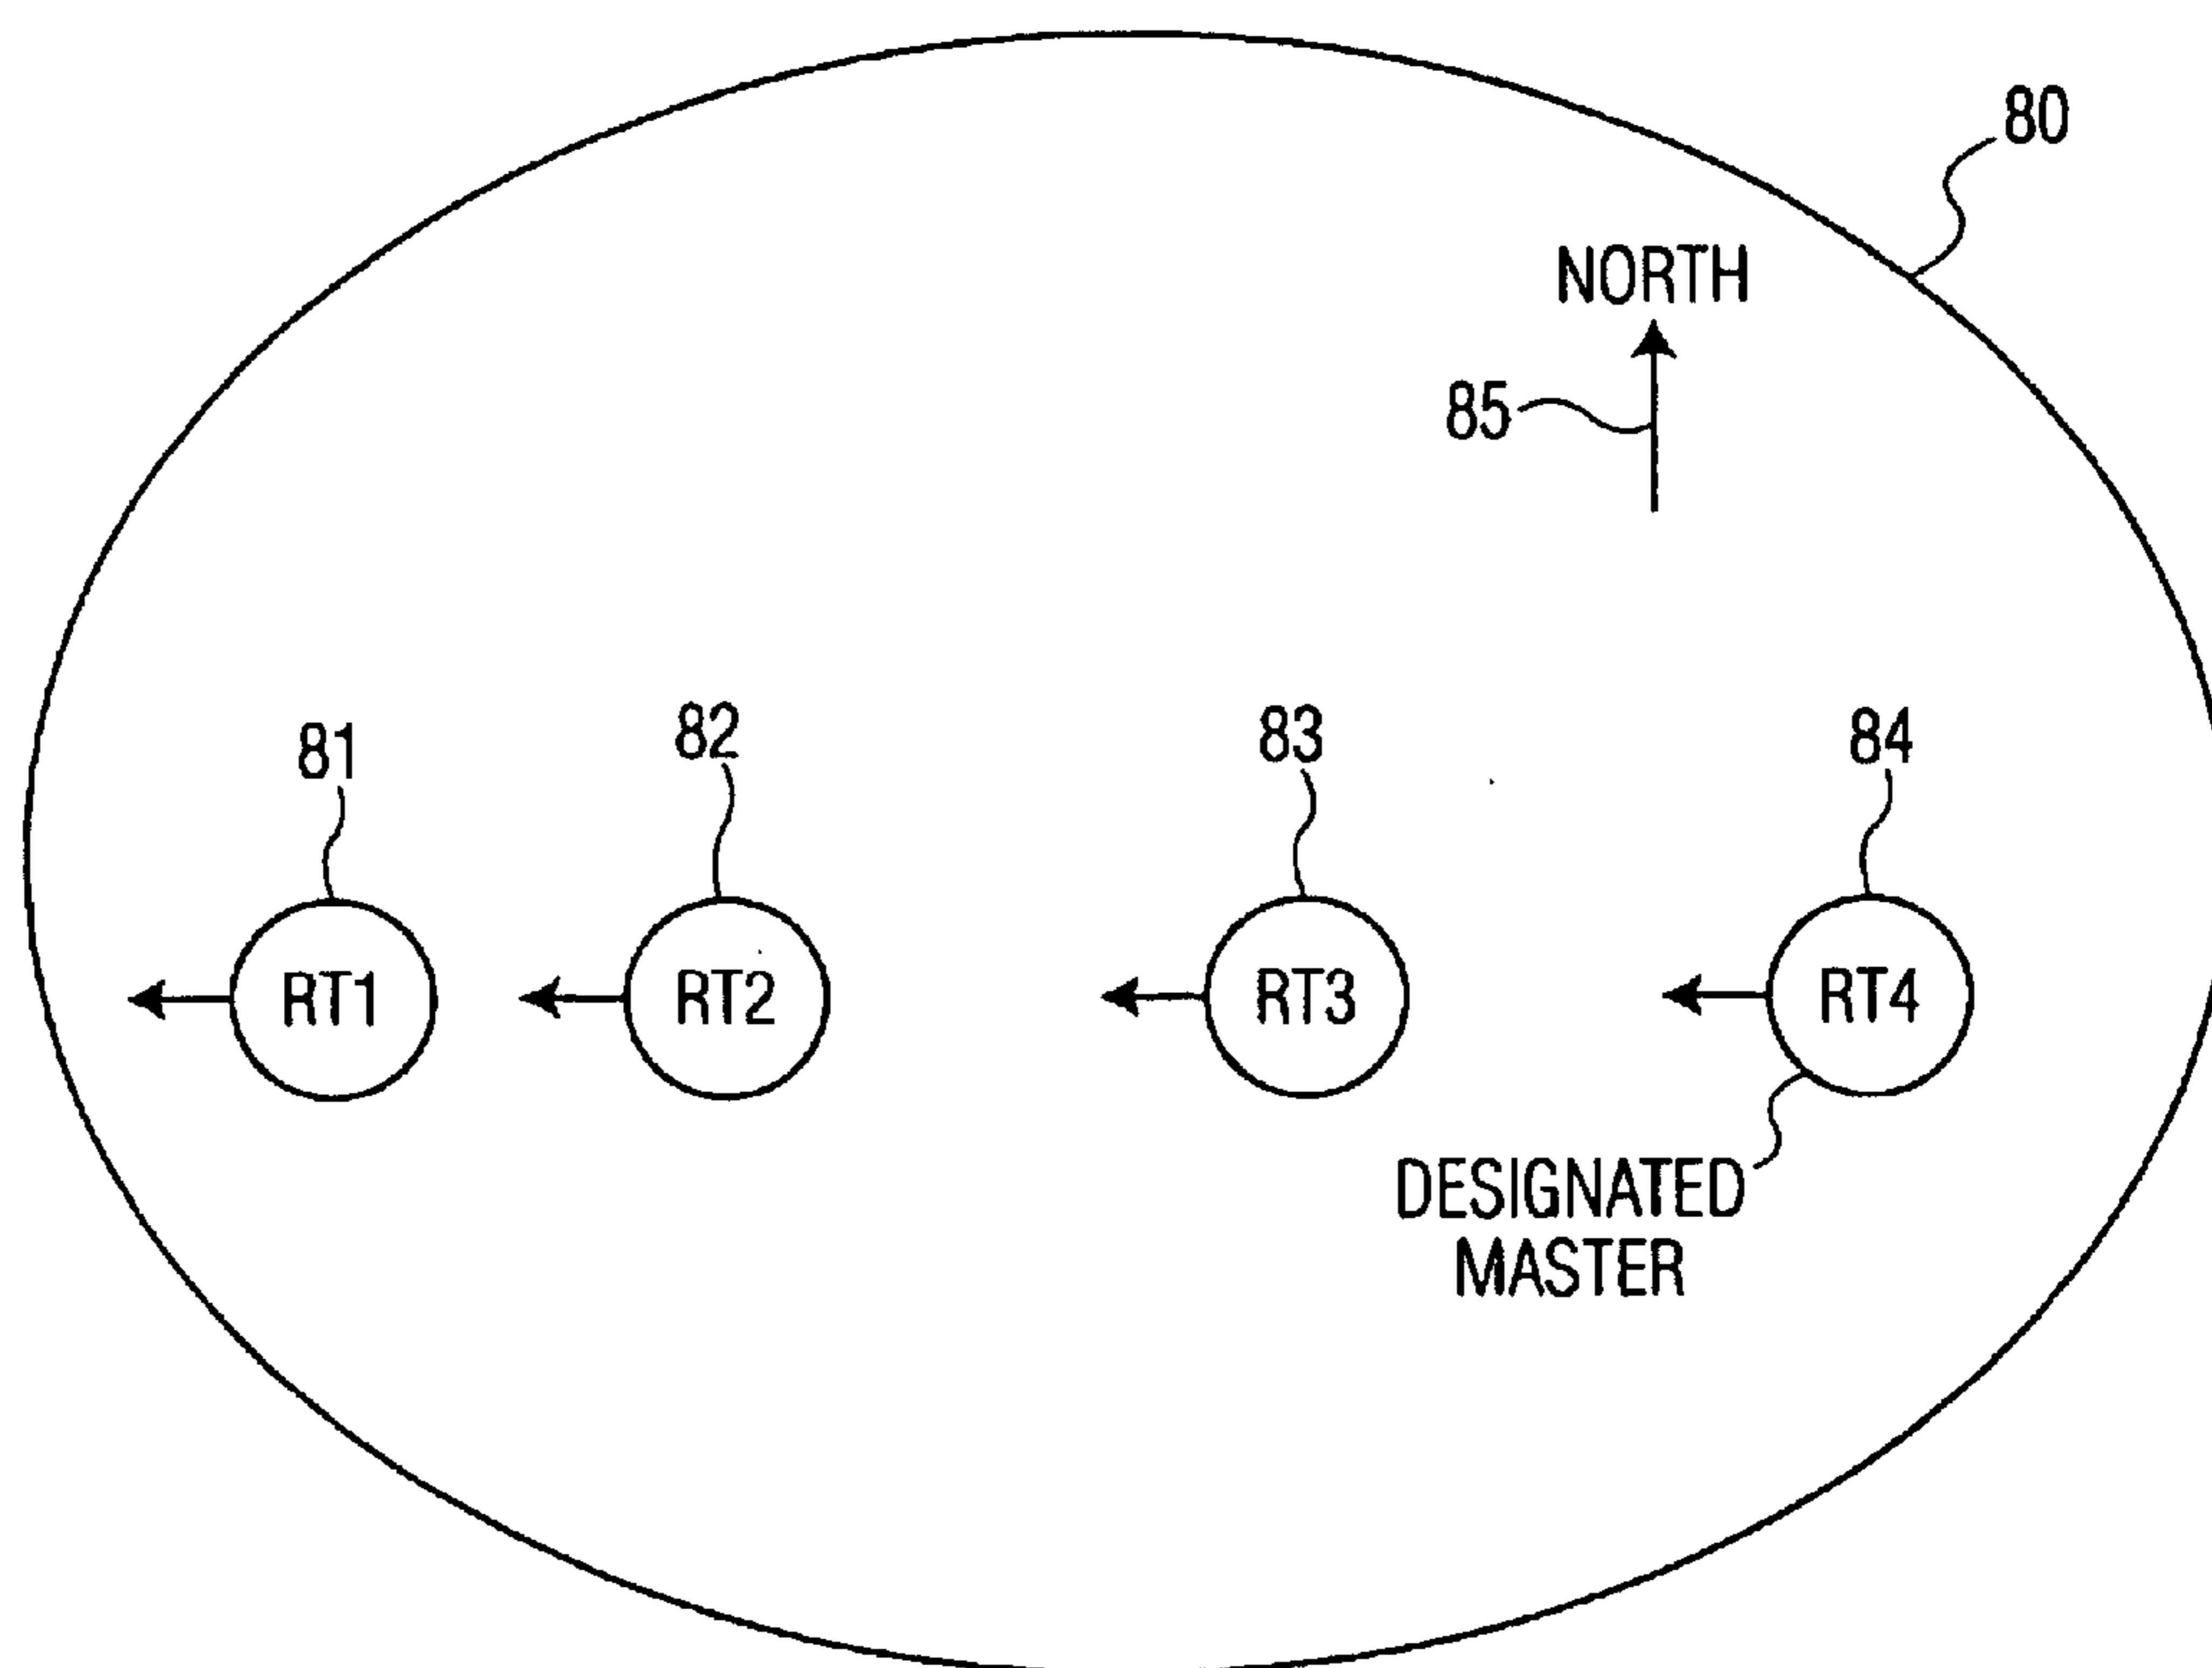 80
NORTH
85
81
82
83
84
RT1
RT2
RT3
RT4
DESIGNATED
MASTER